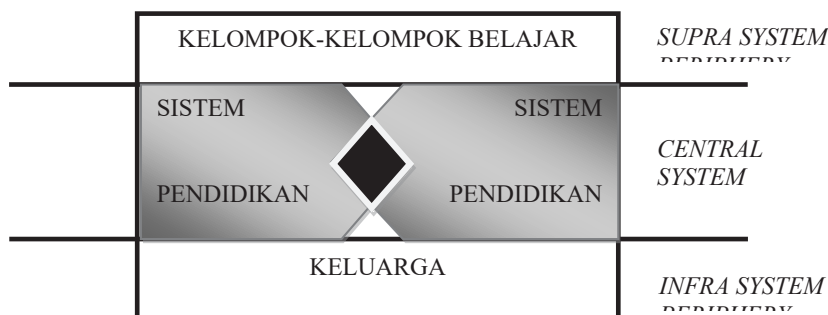 KELOMPOK-KELOMPOK BELAJAR
SUPRA SYSTEM
SISTEM
SISTEM
CENTRAL
SYSTEM
PENDIDIKAN
PENDIDIKAN
KELUARGA
INFRA SYSTEM